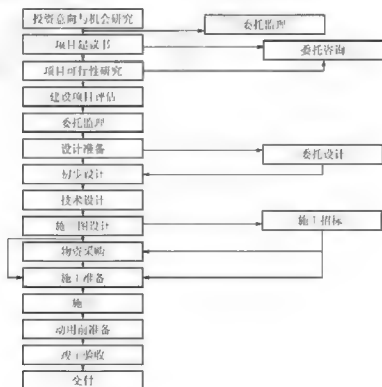 投资意向与机会研究
委托监理
项目建议书
委托咨询
项目可行性研究
建设项目评估
委托监理
设计准备
委托设计
初步设计
技术设计
施工图设计
施工招标
物资采购
施工准备
施工
动用前准备
竣工验收
交付